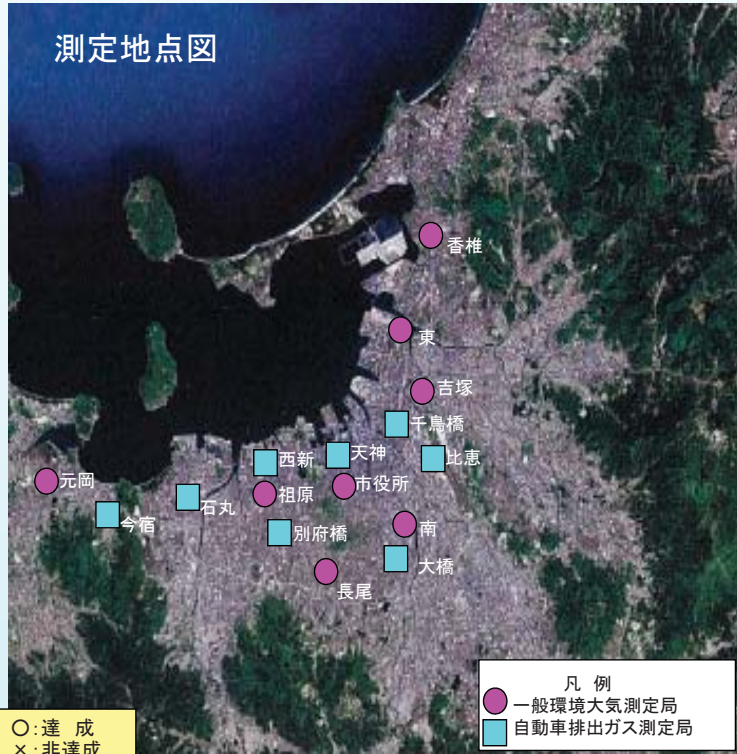 測定地点図
香椎
東
吉塚
千鳥橋
西新
天神
比恵
元岡
石丸
祖原
市役所
今宿
別府橋
南
大橋
長尾
凡 例
一般環境大気測定局
自動車排出ガス測定局
○:達 成
×:非達成